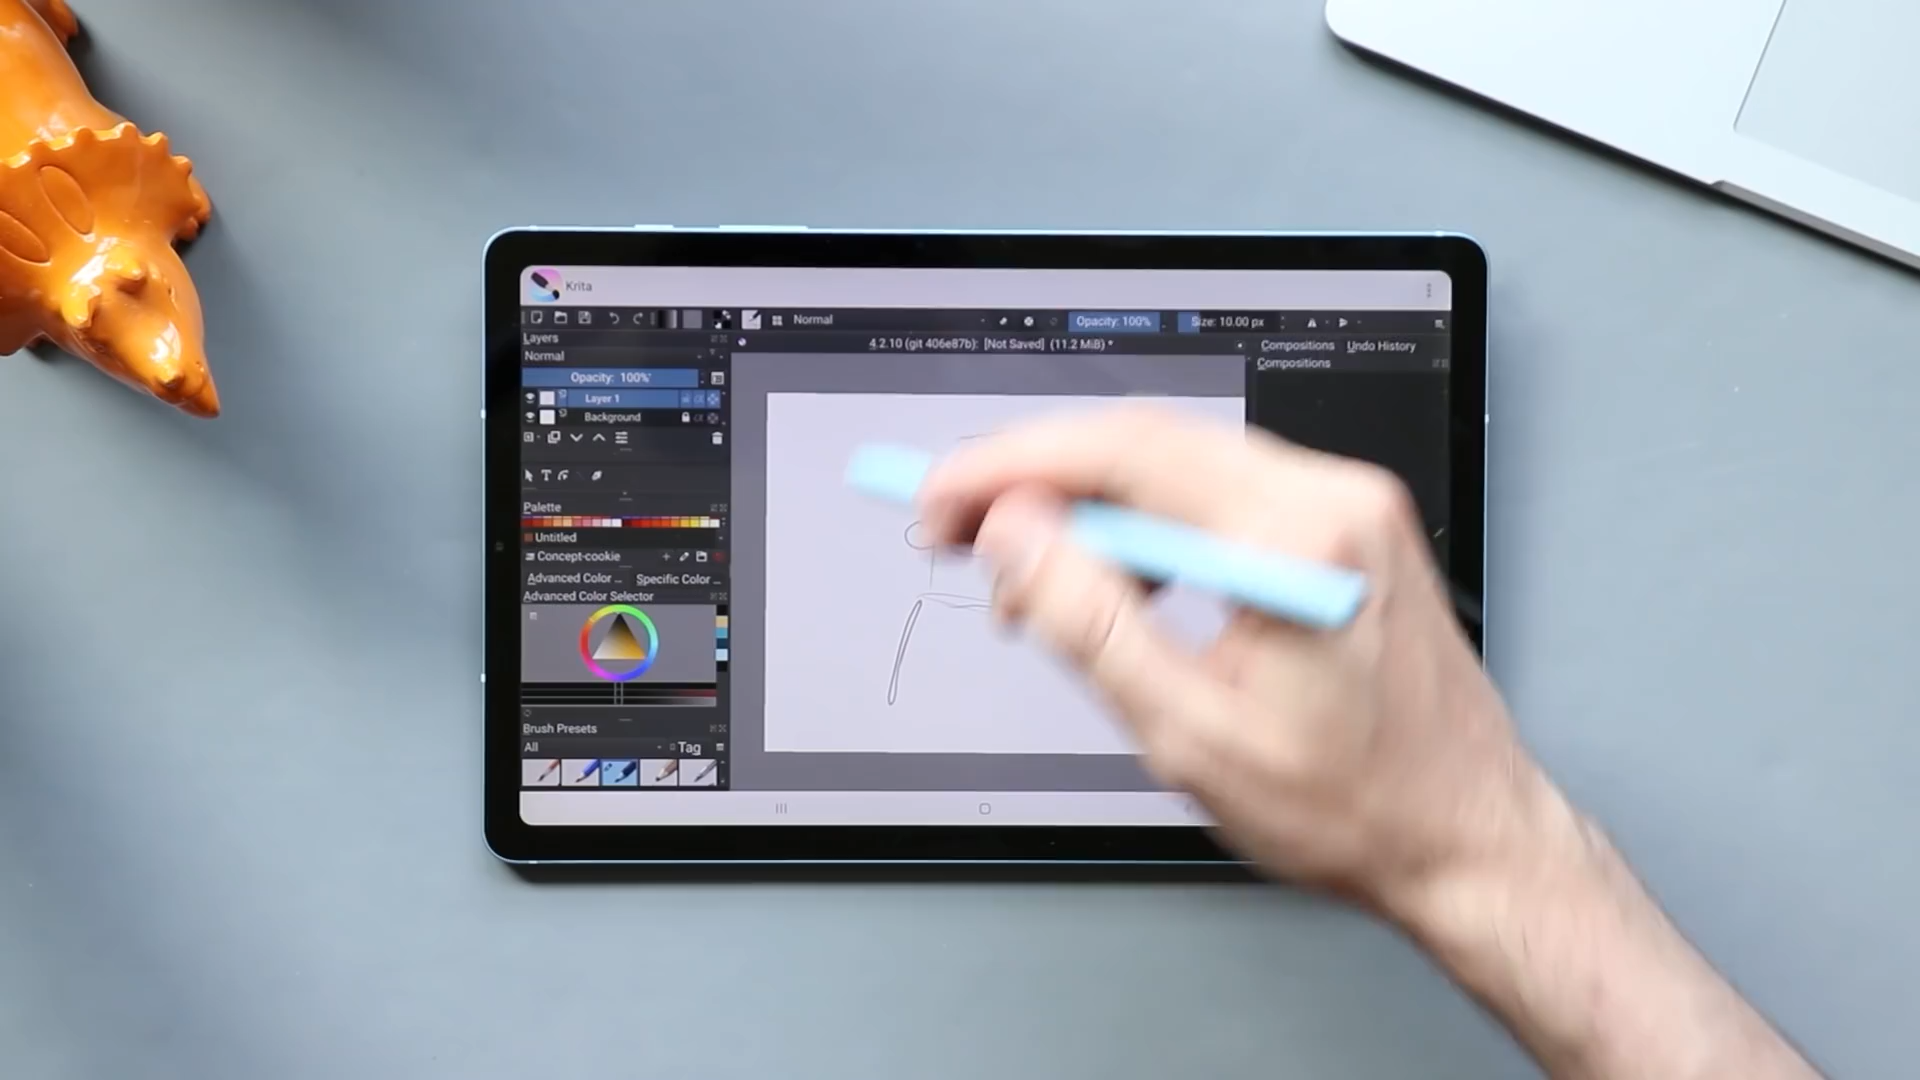 Krita
Normal
Opacity: 100%
Size: 10.00 px
Layers
4.2.10 (git 406e87b): [Not Saved] (11.2 MiB) *
Compositions
Undo History
Normal
Compositions
Opacity: 100%
Layer 1
Background
T
Palette
Untitled
Concept-cookie
Advanced Color ...
Specific Color ...
Advanced Color Selector
Brush Presets
All
Tag